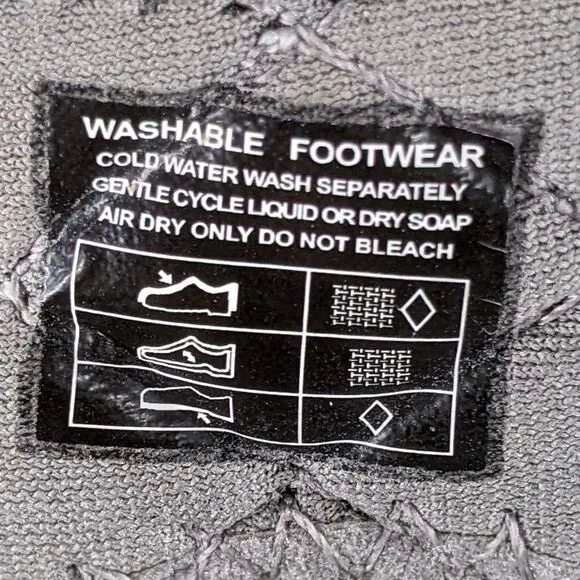 WASHABLE FOOTWEAR
COLD WATER WASH SEPARATELY
GENTLE CYCLE LIQUID OR DRY SOAP
AIR DRY ONLY DO NOT BLEACH